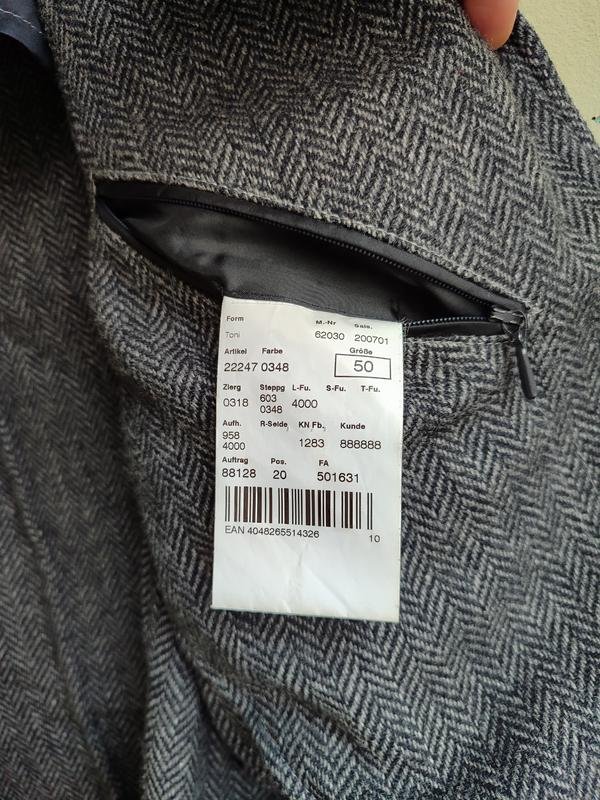 Form M.-Nr Sais.
Toni 62030 200701
Artikel Farbe Größe
22247 0348 50
Zierg Steppg L-Fu. S-Fu. T-Fu.
0318 603 4000
0348
Aufh. R-Seide KN Fb. Kunde
958 1283 888888
4000
Auftrag Pos. FA
88128 20 501631
EAN 4048265514326 10